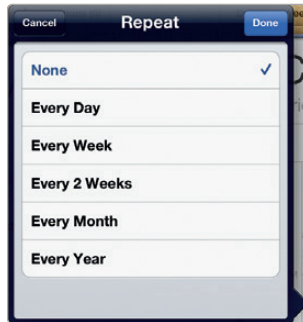 Cancel Repeat Done
None
Every Day
Every Week
Every 2 Weeks
Every Month
Every Year